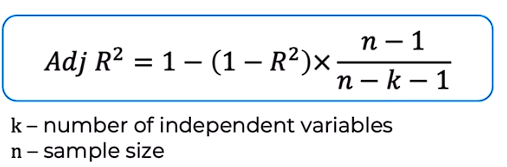 Adj R² = 1 − (1 − R²)× n − 1 / n − k − 1
k – number of independent variables
n – sample size